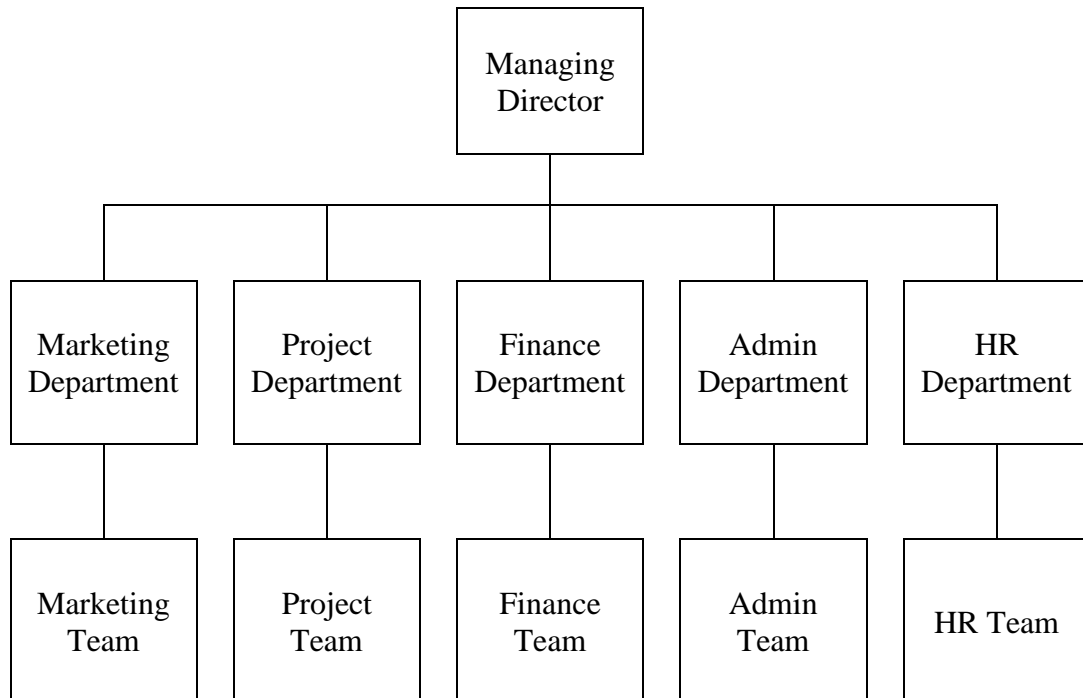 Managing
Director
Marketing
Department
Project
Department
Finance
Department
Admin
Department
HR
Department
Marketing
Team
Project
Team
Finance
Team
Admin
Team
HR Team